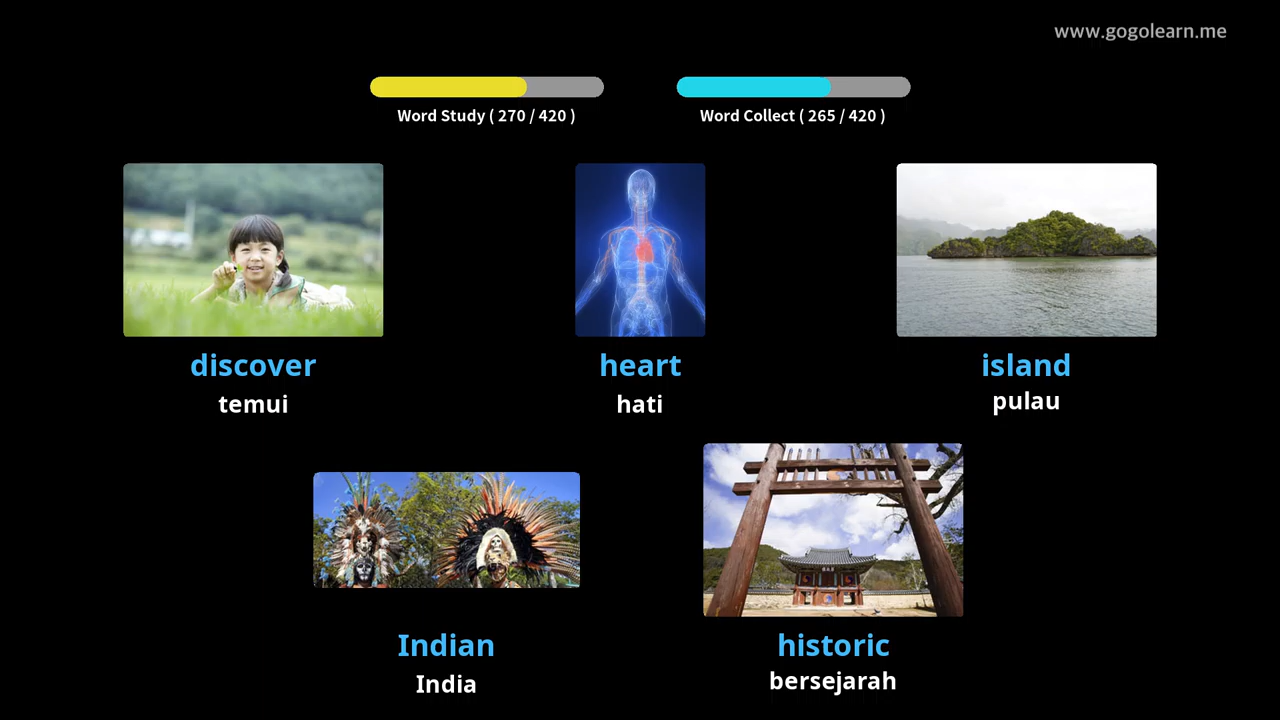 www.gogolearn.me
Word Study ( 270 / 420 )
Word Collect ( 265 / 420 )
discover
temui
heart
hati
island
pulau
Indian
India
historic
bersejarah